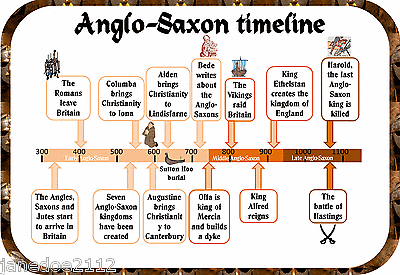 Anglo-Saxon timeline
The
Romans
leave
Britain
Columba
brings
Christianity
to Iona
Aiden
brings
Christianity
to
Lindisfarne
Bede
writes
about
the
Anglo-
Saxons
The
Vikings
raid
Britain
King
Ethelstan
creates the
kingdom of
England
Harold,
the last
Anglo-
Saxon
king is
killed
300 400 500 600 700 800 900 1000 1100
Early Anglo-Saxon
Middle Anglo-Saxon
Late Anglo-Saxon
Sutton Hoo
burial
The Angles,
Saxons and
Jutes start
to arrive in
Britain
Seven
Anglo-Saxon
kingdoms
have been
created
Augustine
brings
Christianit
y to
Canterbury
Offa is
king of
Mercia
and builds
a dyke
King
Alfred
reigns
The
battle of
Hastings
janedoe2112